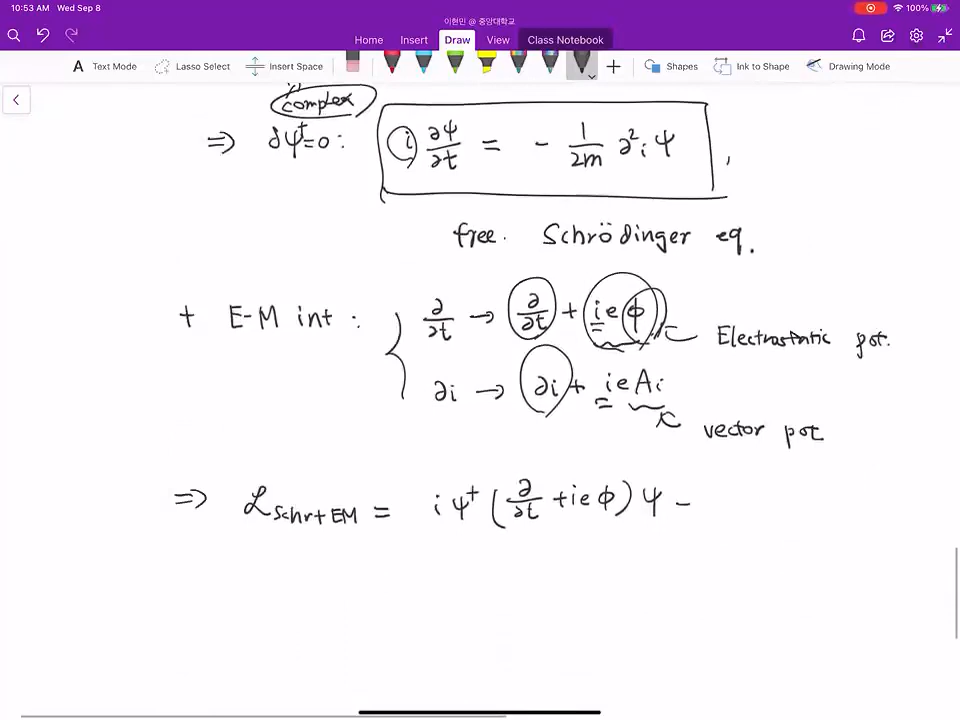 10:53 AM Wed Sep 8
100%
이현민 @ 중앙대학교
Home Insert Draw View Class Notebook
Text Mode Lasso Select Insert Space Shapes Ink to Shape Drawing Mode
complex
⇒ δψ†=0 : i ∂ψ/∂t = - 1/2m ∂²i ψ ,
free. Schrödinger eq.
+ E-M int : { ∂/∂t → ∂/∂t + ieφ Electrostatic pot.
∂i → ∂i + ieAi
vector pot
⇒ ℒSchr+EM = iψ† (∂/∂t + ieφ) ψ -